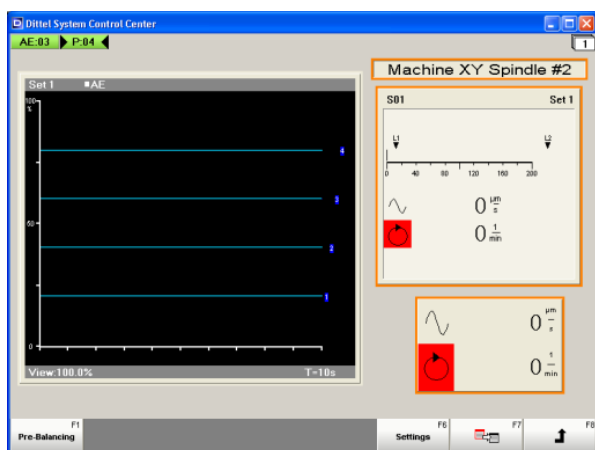 Dittel System Control Center
AE:03 P:04
1
Machine XY Spindle #2
Set 1 ■AE
100
%
4
3
50
2
1
0
View:100.0% T=10s
S01 Set 1
L1 L2
0 40 80 120 160 200
0 µm/s
0 1/min
0 µm/s
0 1/min
F1 F6 F7 F8
Pre-Balancing Settings